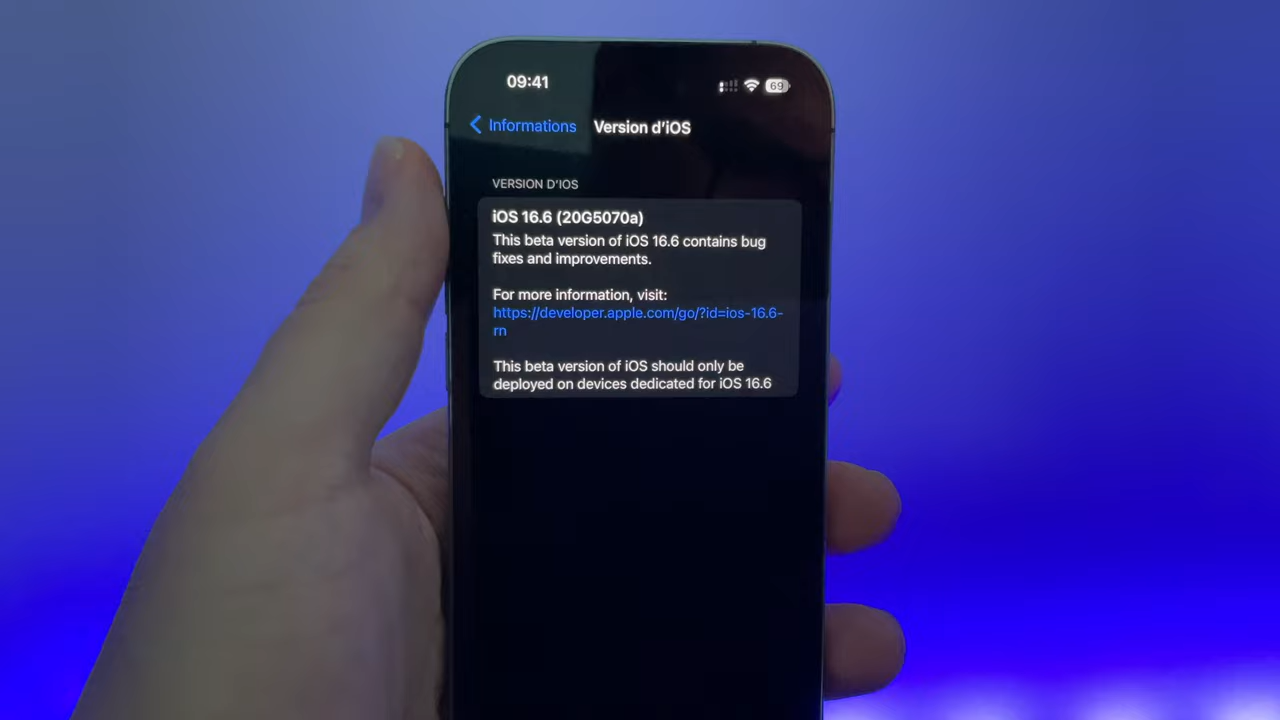 09:41
69
Informations
Version d'iOS
VERSION D'IOS
iOS 16.6 (20G5070a)
This beta version of iOS 16.6 contains bug
fixes and improvements.
For more information, visit:
https://developer.apple.com/go/?id=ios-16.6-
rn
This beta version of iOS should only be
deployed on devices dedicated for iOS 16.6